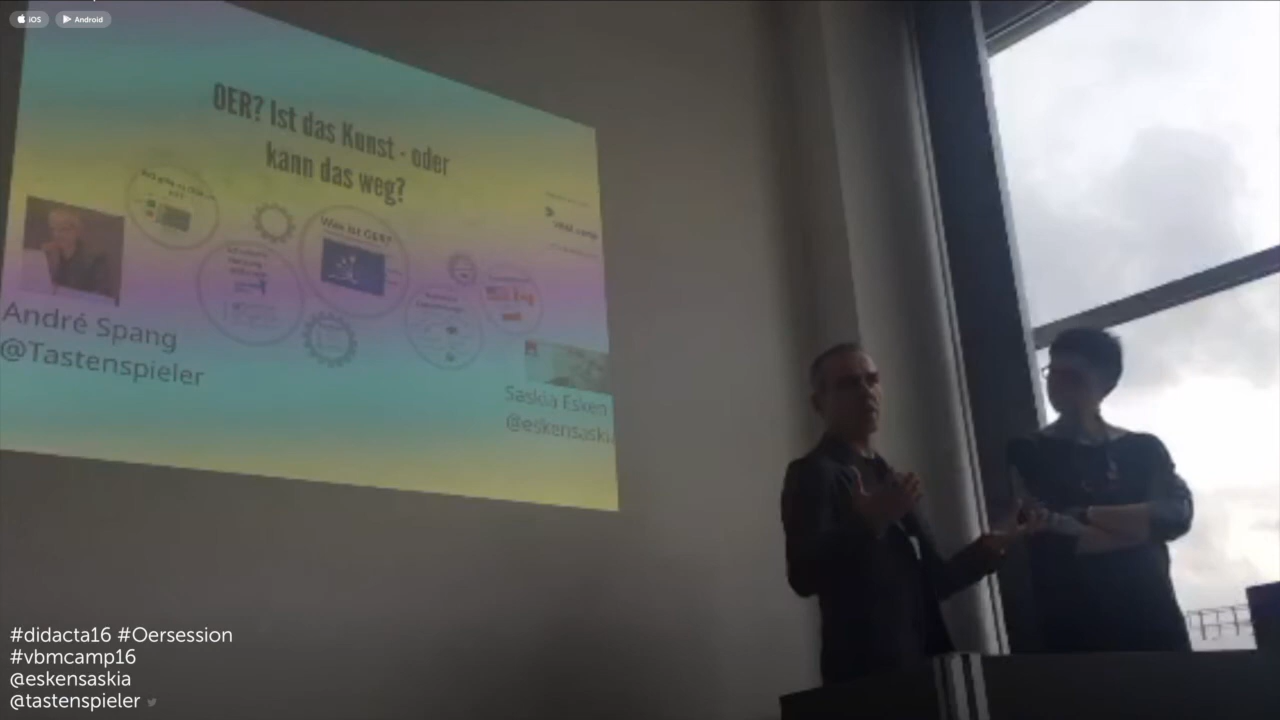 iOS
Android
OER? Ist das Kunst - oder
kann das weg?
Was ist OER?
André Spang
@Tastenspieler
Saskia Esken
@eskensaskia
#didacta16 #Oersession
#vbmcamp16
@eskensaskia
@tastenspieler